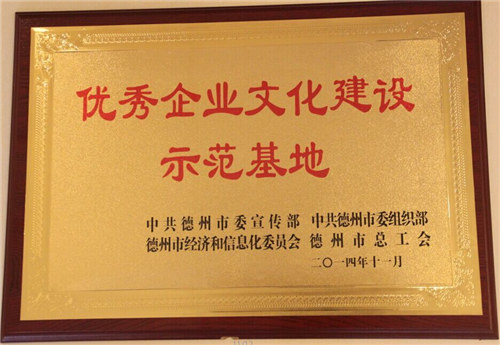 优秀企业文化建设
示范基地
中共德州市委宣传部 中共德州市委组织部
德州市经济和信息化委员会 德州市总工会
二〇一四年十一月